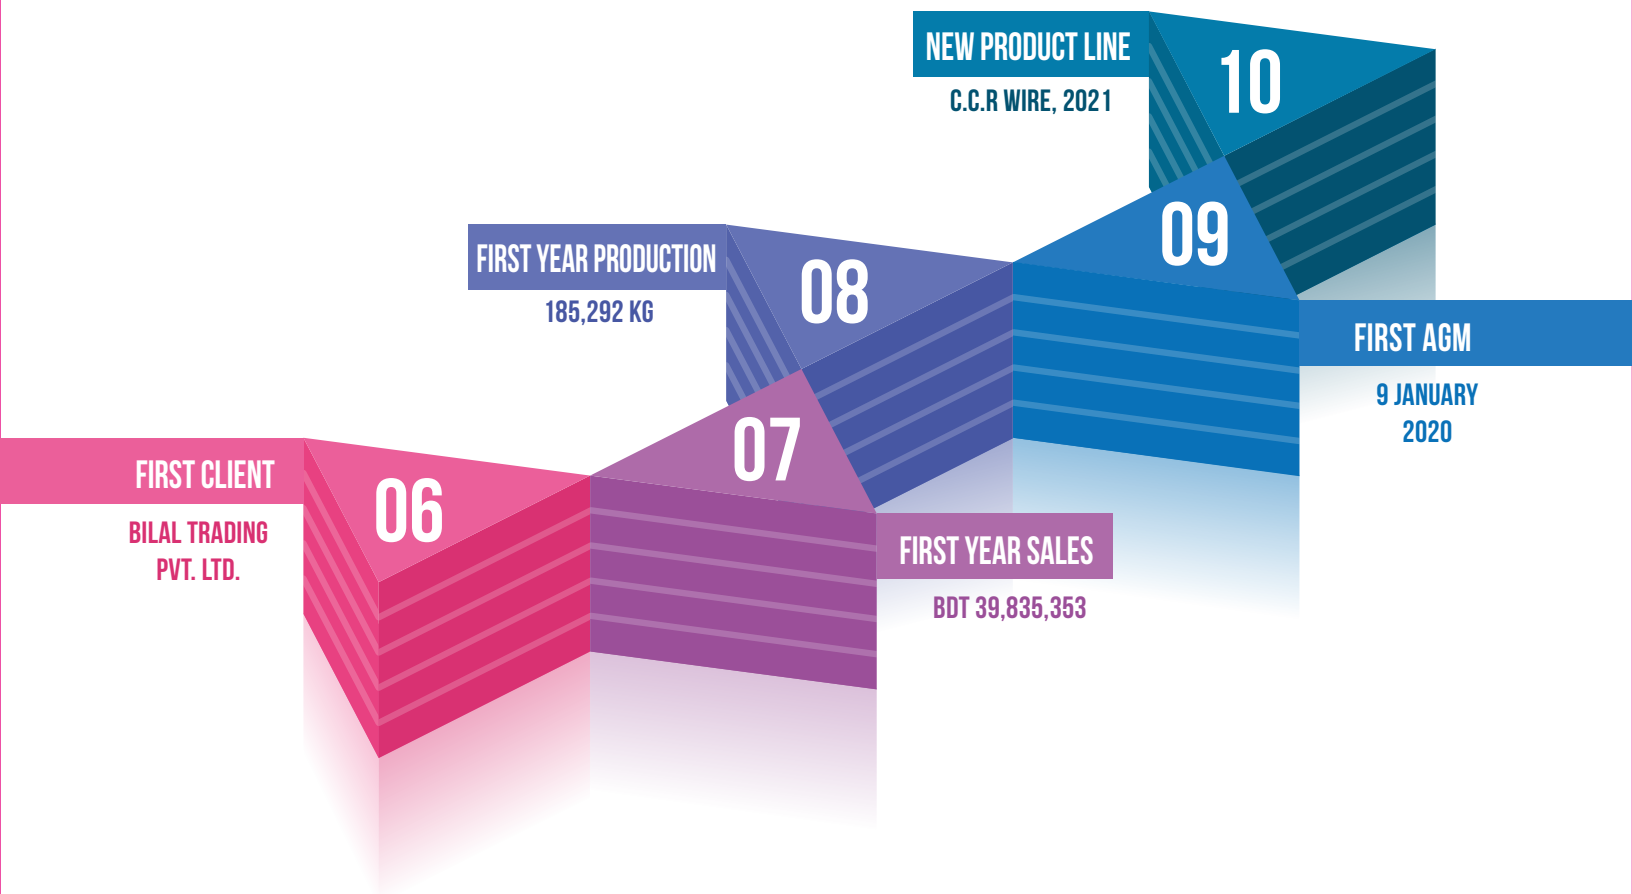 NEW PRODUCT LINE
C.C.R WIRE, 2021
10
09
FIRST AGM
9 JANUARY
2020
FIRST YEAR PRODUCTION
185,292 KG
08
07
FIRST YEAR SALES
BDT 39,835,353
FIRST CLIENT
BILAL TRADING
PVT. LTD.
06